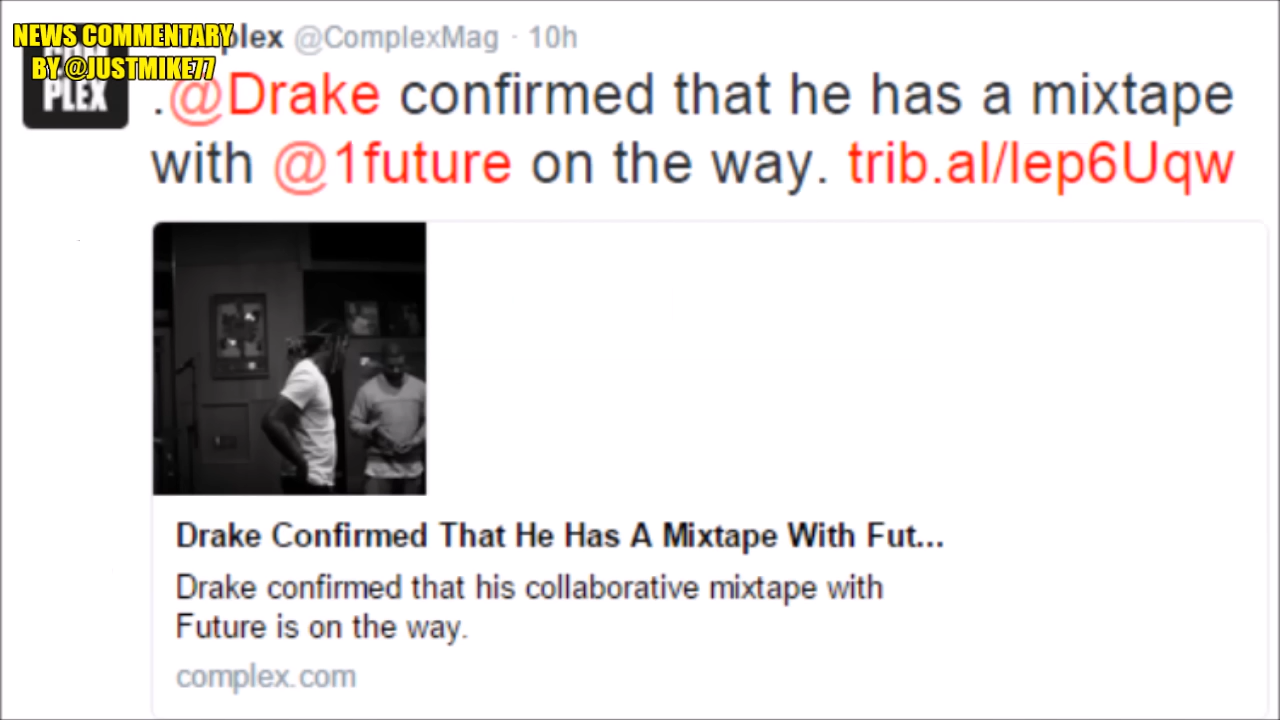 NEWS COMMENTARY
BY @JUSTMIKE77
plex @ComplexMag · 10h
PLEX
.@Drake confirmed that he has a mixtape
with @1future on the way. trib.al/lep6Uqw
Drake Confirmed That He Has A Mixtape With Fut...
Drake confirmed that his collaborative mixtape with
Future is on the way.
complex.com